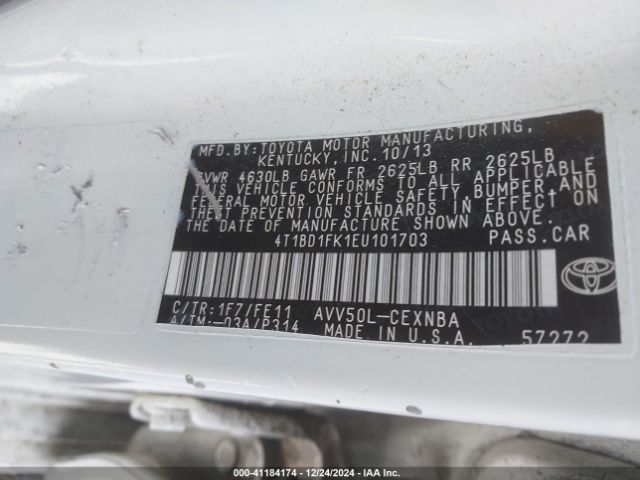 MFD. BY: TOYOTA MOTOR MANUFACTURING,
KENTUCKY, INC. 10/13
GVWR 4630LB GAWR FR 2625LB RR 2625LB
THIS VEHICLE CONFORMS TO ALL APPLICABLE
FEDERAL MOTOR VEHICLE SAFETY, BUMPER, AND
THEFT PREVENTION STANDARDS IN EFFECT ON
THE DATE OF MANUFACTURE SHOWN ABOVE.
4T1BD1FK1EU101703 PASS.CAR
TOYOTA
C/TR:1F7/FE11 AVV50L-CEXNBA
A/TM:-03A/P314 MADE IN U.S.A. 57272
000-41184174 | 12/24/2024 - IAA Inc.